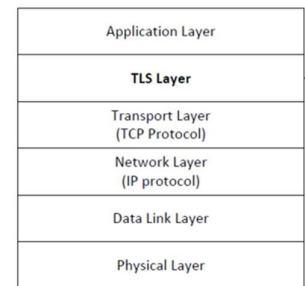 Application Layer
TLS Layer
Transport Layer
(TCP Protocol)
Network Layer
(IP protocol)
Data Link Layer
Physical Layer